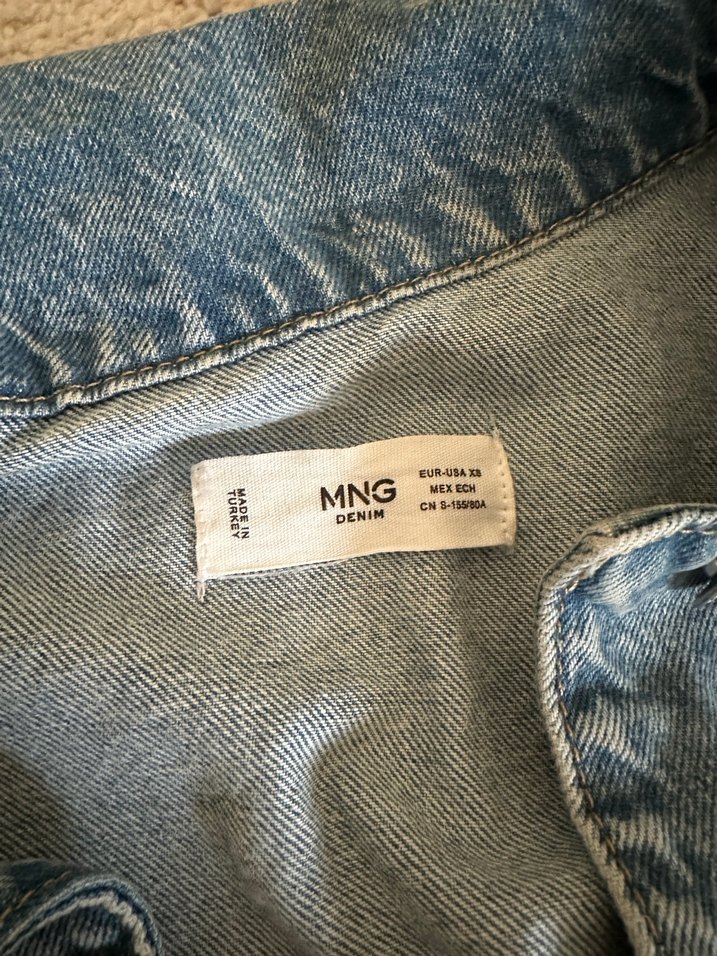 MADE IN
TURKEY
MNG
DENIM
EUR-USA XS
MEX ECH
CN S-155/80A